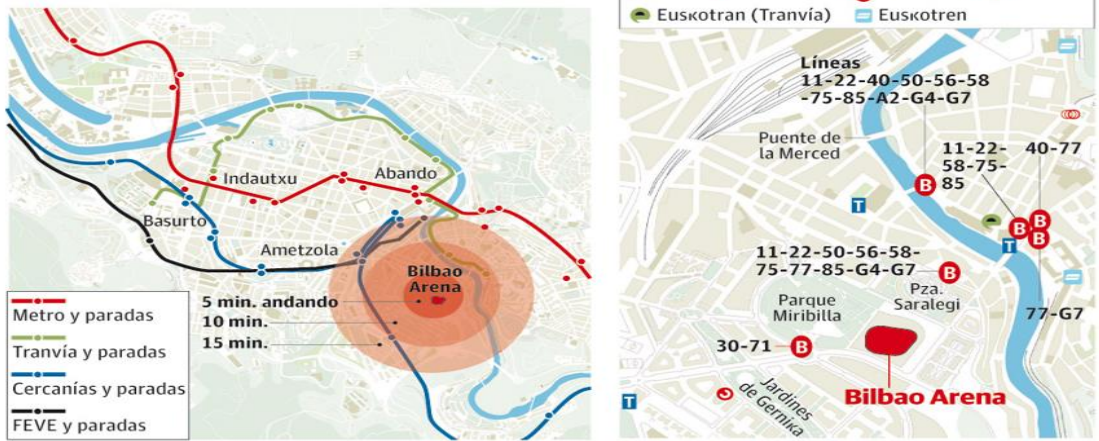 Indautxu
Abando
Basurto
Ametzola
Bilbao
Arena
5 min. andando
10 min.
15 min.
Metro y paradas
Tranvía y paradas
Cercanías y paradas
FEVE y paradas
Euskotran (Tranvía)
Euskotren
Líneas
11-22-40-50-56-58
-75-85-A2-G4-G7
Puente de
la Merced
11-22-
58-75-
85
40-77
B
T
B
B
B
T
11-22-50-56-58-
75-77-85-G4-G7
B
Pza.
Saralegi
Parque
Miribilla
77-G7
30-71
B
Bilbao Arena
Jardines
de Gernika
T